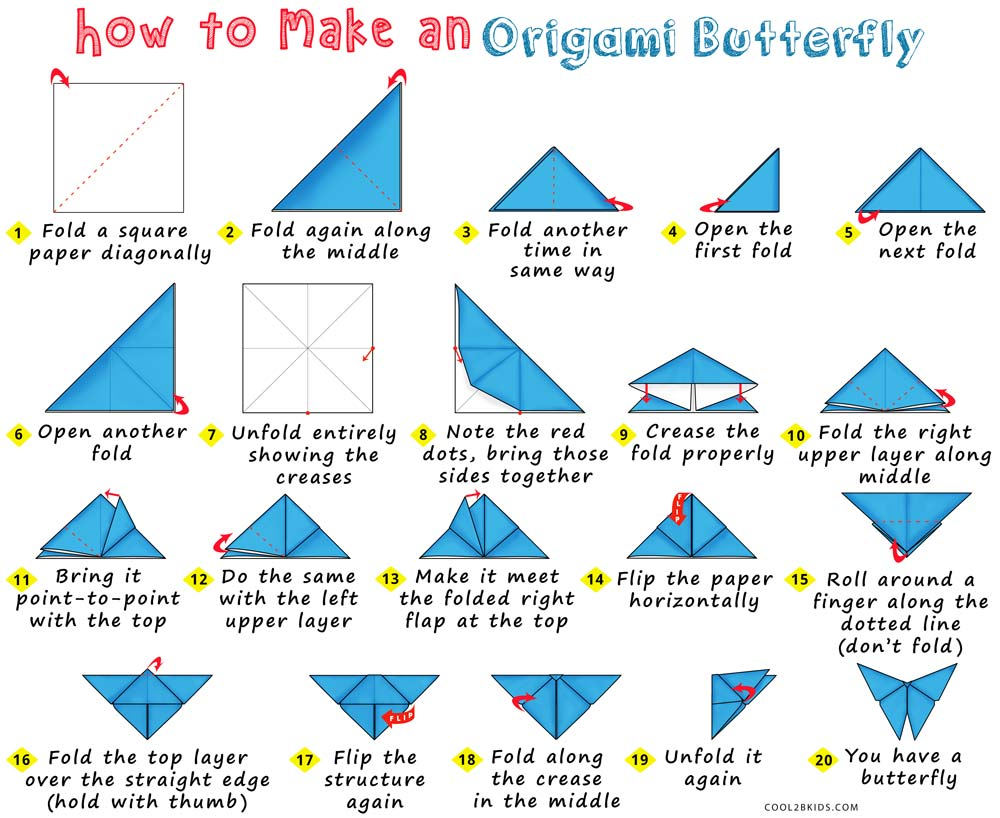 How to Make an Origami Butterfly
1 Fold a square
paper diagonally
2 Fold again along
the middle
3 Fold another
time in
same way
4 Open the
first fold
5 Open the
next fold
6 Open another
fold
7 Unfold entirely
showing the
creases
8 Note the red
dots, bring those
sides together
9 Crease the
fold properly
10 Fold the right
upper layer along
middle
11 Bring it
point-to-point
with the top
12 Do the same
with the left
upper layer
13 Make it meet
the folded right
flap at the top
FLIP
14 Flip the paper
horizontally
15 Roll around a
finger along the
dotted line
(don't fold)
16 Fold the top layer
over the straight edge
(hold with thumb)
FLIP
17 Flip the
structure
again
18 Fold along
the crease
in the middle
19 Unfold it
again
20 You have a
butterfly
COOL2BKIDS.COM